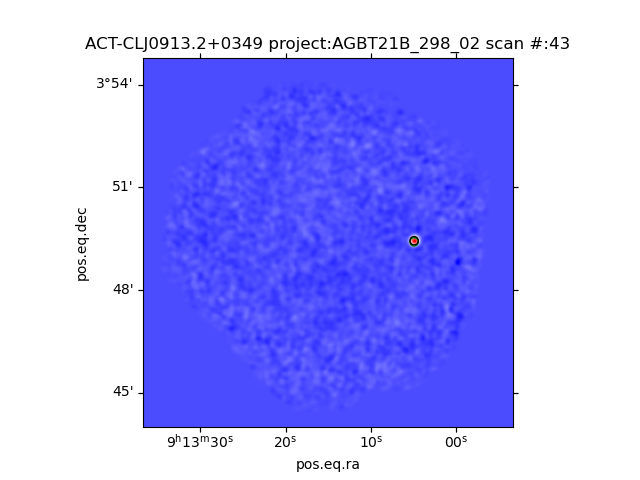 ACT-CLJ0913.2+0349 project:AGBT21B_298_02 scan #:43
3°54'
51'
48'
45'
pos.eq.dec
9ʰ13ᵐ30ˢ 20ˢ 10ˢ 00ˢ
pos.eq.ra